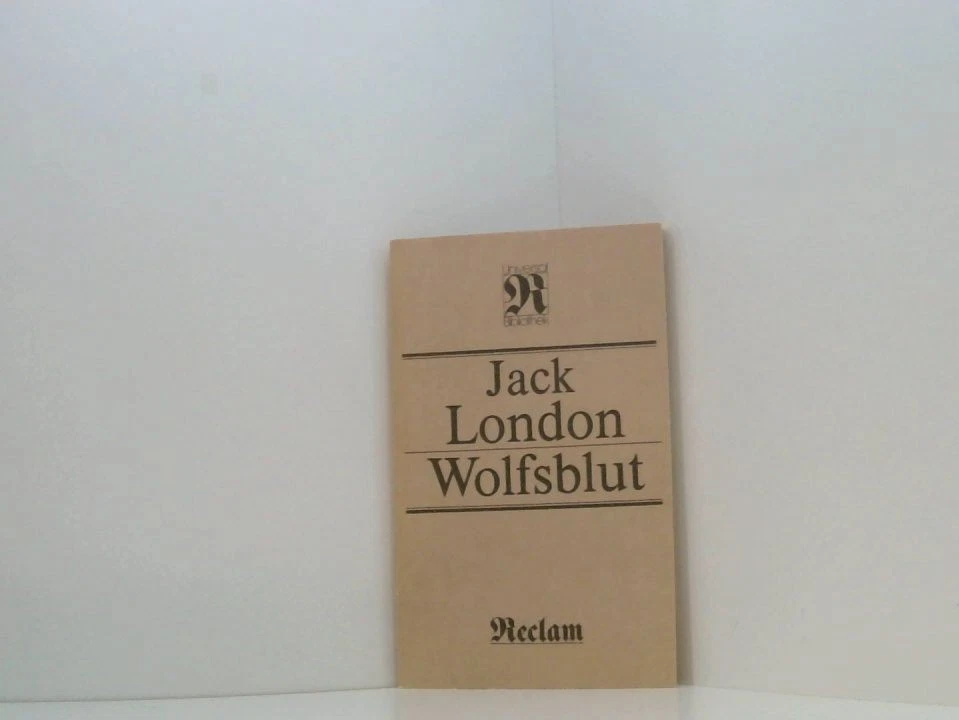 Universal
R
Bibliothek
Jack
London
Wolfsblut
Reclam